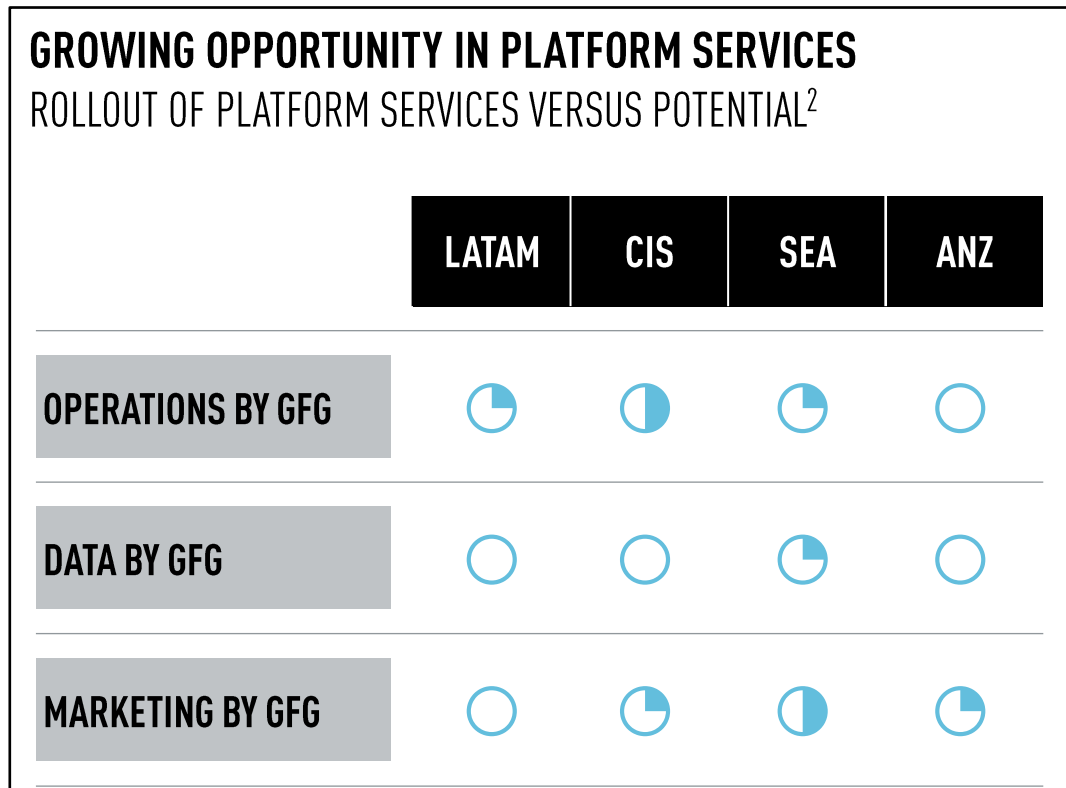 GROWING OPPORTUNITY IN PLATFORM SERVICES
ROLLOUT OF PLATFORM SERVICES VERSUS POTENTIAL²
LATAM CIS SEA ANZ
OPERATIONS BY GFG
DATA BY GFG
MARKETING BY GFG